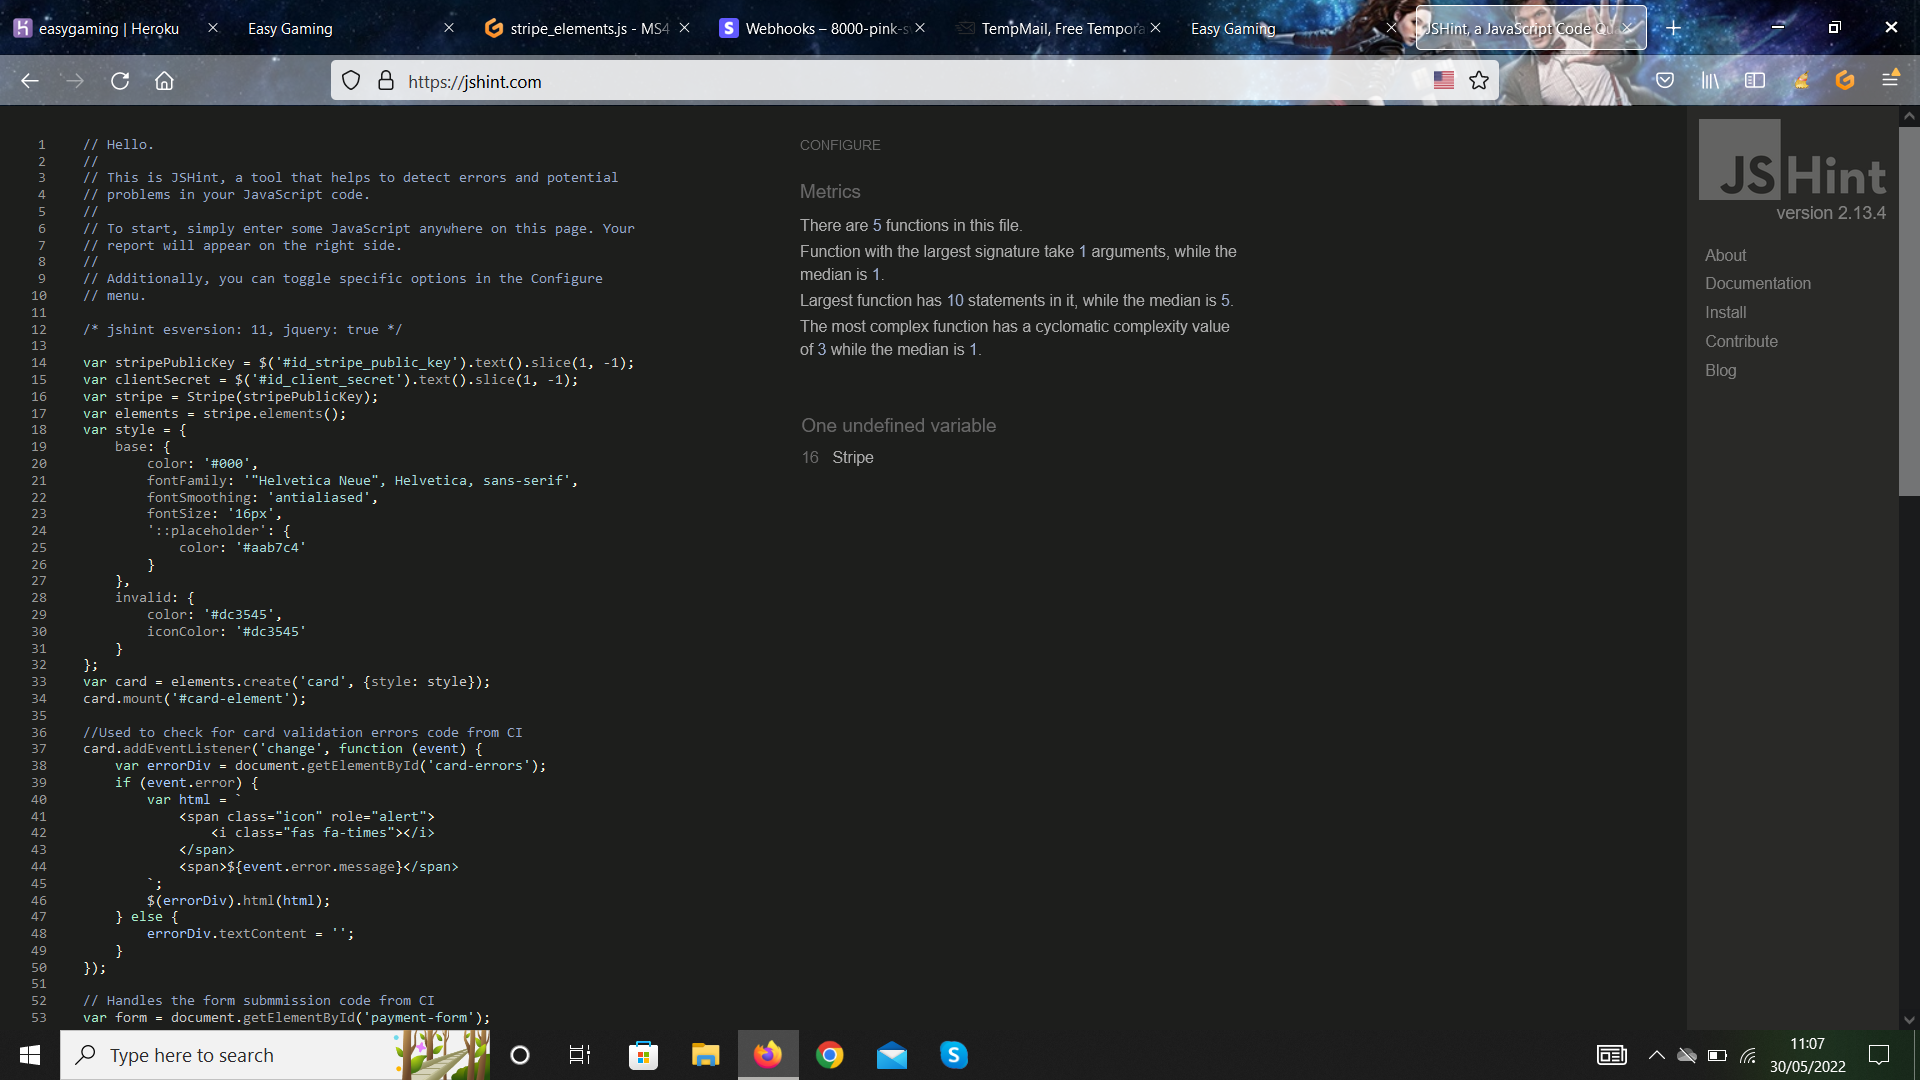 easygaming | Heroku
Easy Gaming
stripe_elements.js - MS4
Webhooks – 8000-pink-s
TempMail, Free Tempora
Easy Gaming
JSHint, a JavaScript Code Qu
https://jshint.com
1 // Hello.
2 //
3 // This is JSHint, a tool that helps to detect errors and potential
4 // problems in your JavaScript code.
5 //
6 // To start, simply enter some JavaScript anywhere on this page. Your
7 // report will appear on the right side.
8 //
9 // Additionally, you can toggle specific options in the Configure
10 // menu.
11
12 /* jshint esversion: 11, jquery: true */
13
14 var stripePublicKey = $('#id_stripe_public_key').text().slice(1, -1);
15 var clientSecret = $('#id_client_secret').text().slice(1, -1);
16 var stripe = Stripe(stripePublicKey);
17 var elements = stripe.elements();
18 var style = {
19 base: {
20 color: '#000',
21 fontFamily: '"Helvetica Neue", Helvetica, sans-serif',
22 fontSmoothing: 'antialiased',
23 fontSize: '16px',
24 '::placeholder': {
25 color: '#aab7c4'
26 }
27 },
28 invalid: {
29 color: '#dc3545',
30 iconColor: '#dc3545'
31 }
32 };
33 var card = elements.create('card', {style: style});
34 card.mount('#card-element');
35
36 //Used to check for card validation errors code from CI
37 card.addEventListener('change', function (event) {
38 var errorDiv = document.getElementById('card-errors');
39 if (event.error) {
40 var html = `
41 <span class="icon" role="alert">
42 <i class="fas fa-times"></i>
43 </span>
44 <span>${event.error.message}</span>
45 `;
46 $(errorDiv).html(html);
47 } else {
48 errorDiv.textContent = '';
49 }
50 });
51
52 // Handles the form submmission code from CI
53 var form = document.getElementById('payment-form');
CONFIGURE
Metrics
There are 5 functions in this file.
Function with the largest signature take 1 arguments, while the
median is 1.
Largest function has 10 statements in it, while the median is 5.
The most complex function has a cyclomatic complexity value
of 3 while the median is 1.
One undefined variable
16 Stripe
JSHint
version 2.13.4
About
Documentation
Install
Contribute
Blog
Type here to search
11:07
30/05/2022